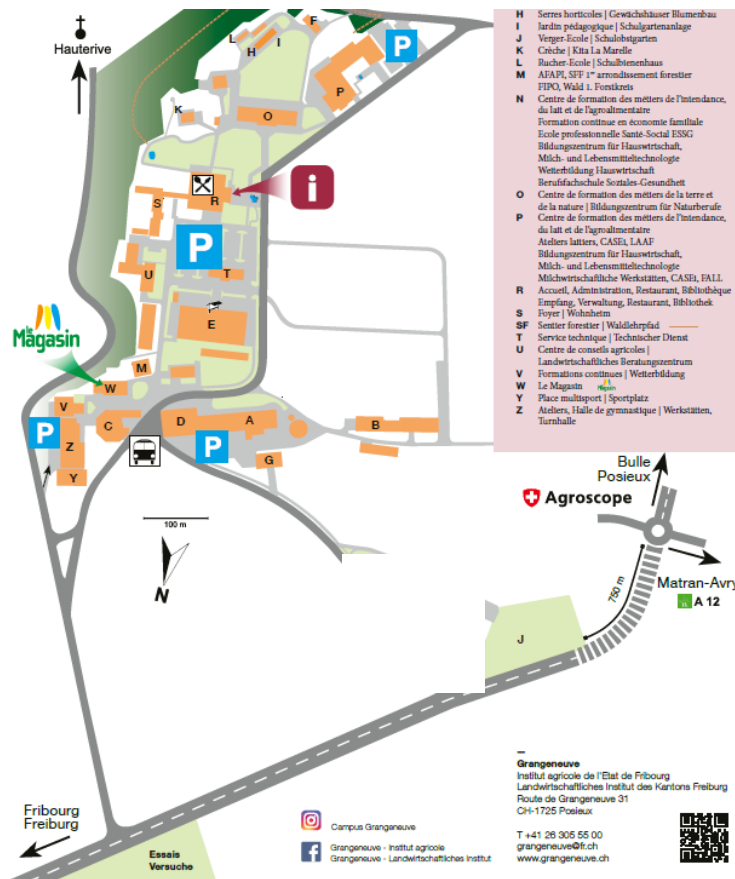 Hauterive
F
L
H
I
P
P
K
O
i
R
S
P
T
U
E
le
Magasin
M
W
V
C
D
A
B
P
Z
P
G
Y
100 m
N
H Serres horticoles | Gewächshäuser Blumenbau
I Jardin pédagogique | Schulgartenanlage
J Verger-Ecole | Schulobstgarten
K Crèche | Kita La Marelle
L Rucher-Ecole | Schulbienenhaus
M AFAPI, SFF 1er arrondissement forestier
FIPO, Wald 1. Forstkreis
N Centre de formation des métiers de l'intendance,
du lait et de l'agroalimentaire
Formation continue en économie familiale
Ecole professionnelle Santé-Social ESSG
Bildungszentrum für Hauswirtschaft,
Milch- und Lebensmitteltechnologie
Weiterbildung Hauswirtschaft
Berufsfachschule Soziales-Gesundheit
O Centre de formation des métiers de la terre et
de la nature | Bildungszentrum für Naturberufe
P Centre de formation des métiers de l'intendance,
du lait et de l'agroalimentaire
Ateliers laitiers, CASEi, LAAF
Bildungszentrum für Hauswirtschaft,
Milch- und Lebensmitteltechnologie
Milchwirtschaftliche Werkstätten, CASEi, FALL
R Accueil, Administration, Restaurant, Bibliothèque
Empfang, Verwaltung, Restaurant, Bibliothek
S Foyer | Wohnheim
SF Sentier forestier | Waldlehrpfad
T Service technique | Technischer Dienst
U Centre de conseils agricoles |
Landwirtschaftliches Beratungszentrum
V Formations continues | Weiterbildung
W Le Magasin
Y Place multisport | Sportplatz
Z Ateliers, Halle de gymnastique | Werkstätten,
Turnhalle
Bulle
Posieux
Agroscope
750 m
Matran-Avry
A 12
J
Fribourg
Freiburg
Essais
Versuche
Campus Grangeneuve
Grangeneuve - Institut agricole
Grangeneuve - Landwirtschaftliches Institut
–
Grangeneuve
Institut agricole de l'Etat de Fribourg
Landwirtschaftliches Institut des Kantons Freiburg
Route de Grangeneuve 31
CH-1725 Posieux
T +41 26 305 55 00
grangeneuve@fr.ch
www.grangeneuve.ch